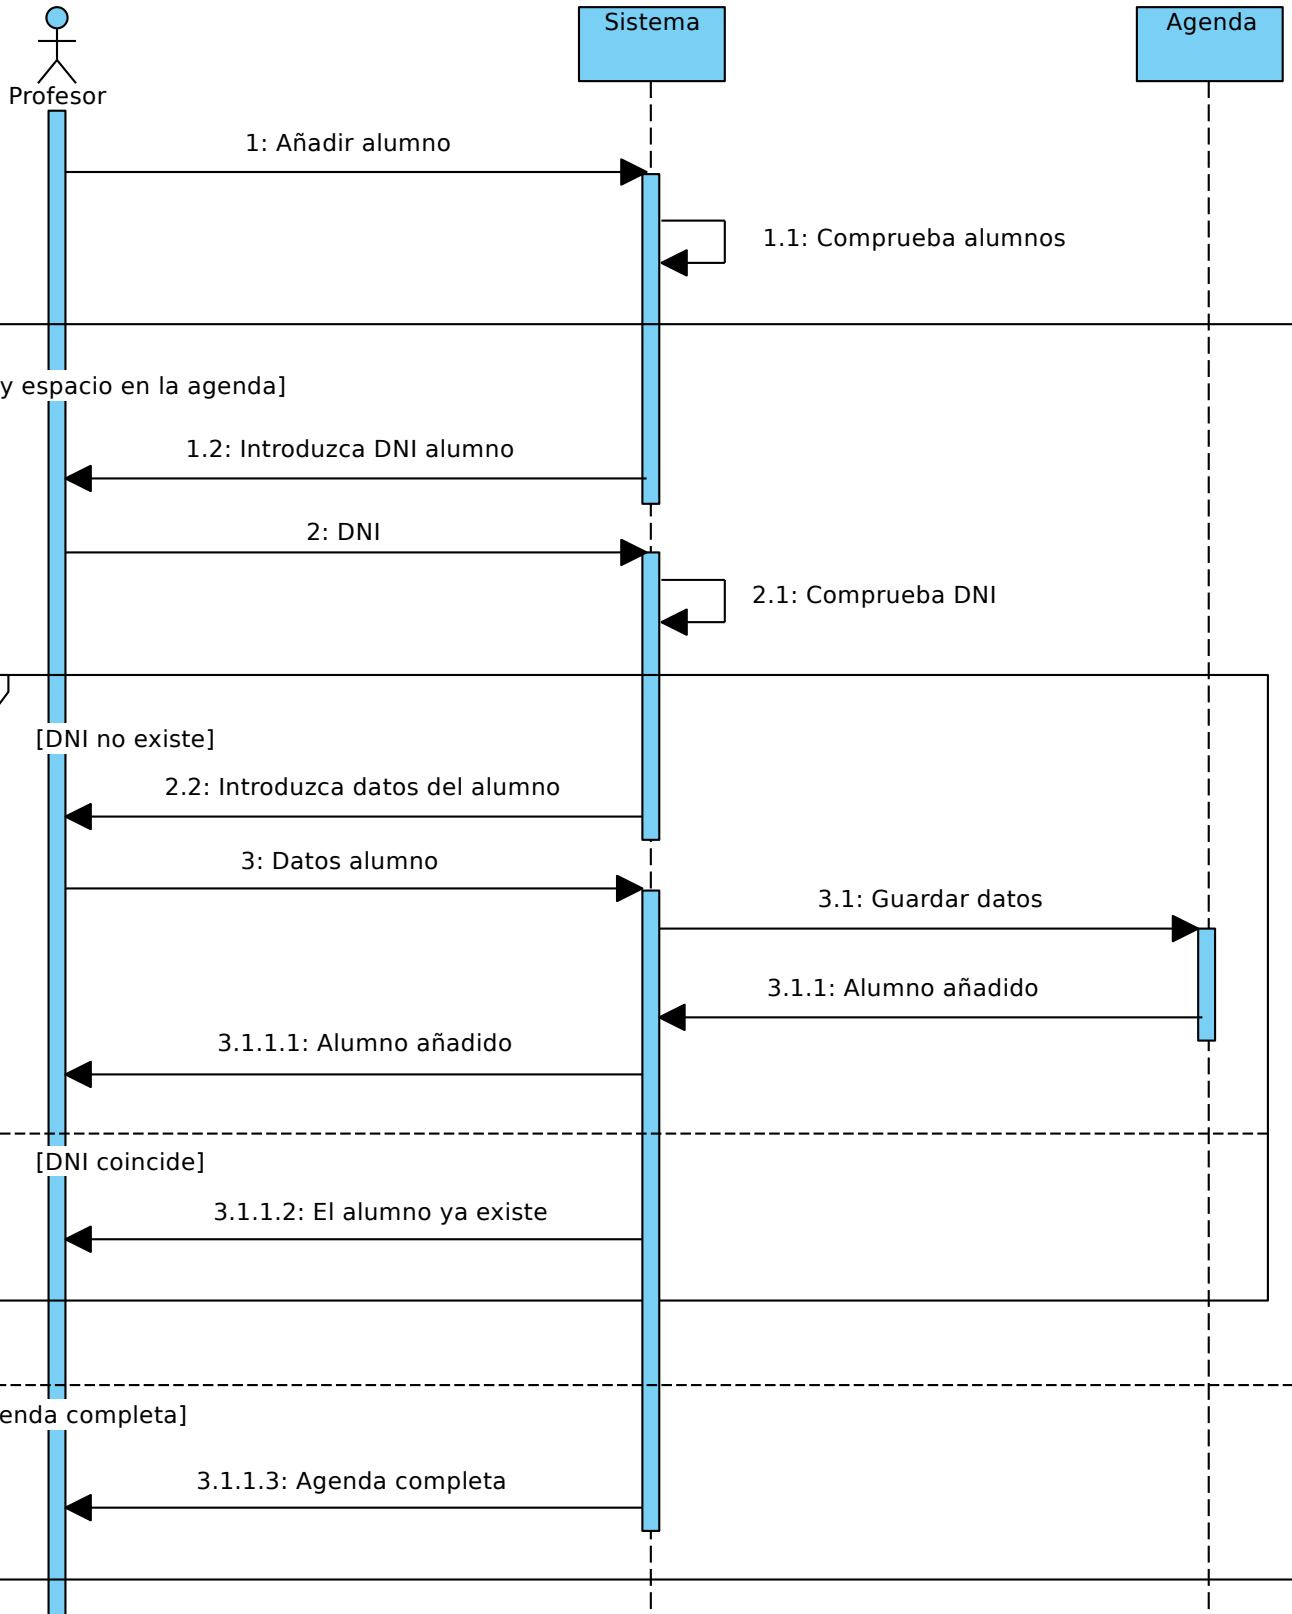 Sistema
Agenda
Profesor
1: Añadir alumno
1.1: Comprueba alumnos
y espacio en la agenda]
1.2: Introduzca DNI alumno
2: DNI
2.1: Comprueba DNI
[DNI no existe]
2.2: Introduzca datos del alumno
3: Datos alumno
3.1: Guardar datos
3.1.1: Alumno añadido
3.1.1.1: Alumno añadido
[DNI coincide]
3.1.1.2: El alumno ya existe
enda completa]
3.1.1.3: Agenda completa